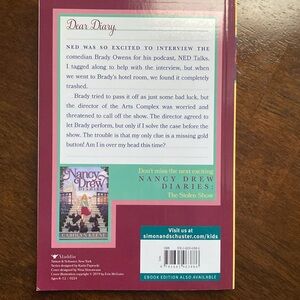 Dear Diary,
NED WAS SO EXCITED TO INTERVIEW THE
comedian Brady Owens for his podcast, NED Talks.
I tagged along to help with the interview, but when
we went to Brady's hotel room, we found it completely
trashed.
Brady tried to pass it off as just some bad luck, but
the director of the Arts Complex was worried and
threatened to call off the show. The director agreed to
let Brady perform, but only if I solve the case before the
show. The trouble is that my only clue is a missing gold
button! Am I in over my head this time?
Don't miss the next exciting
NANCY DREW
DIARIES:
The Stolen Show
Nancy Drew
CAROLYN KEENE
Aladdin
Simon & Schuster, New York
Visit us at
simonandschuster.com/kids
EBOOK EDITION ALSO AVAILABLE